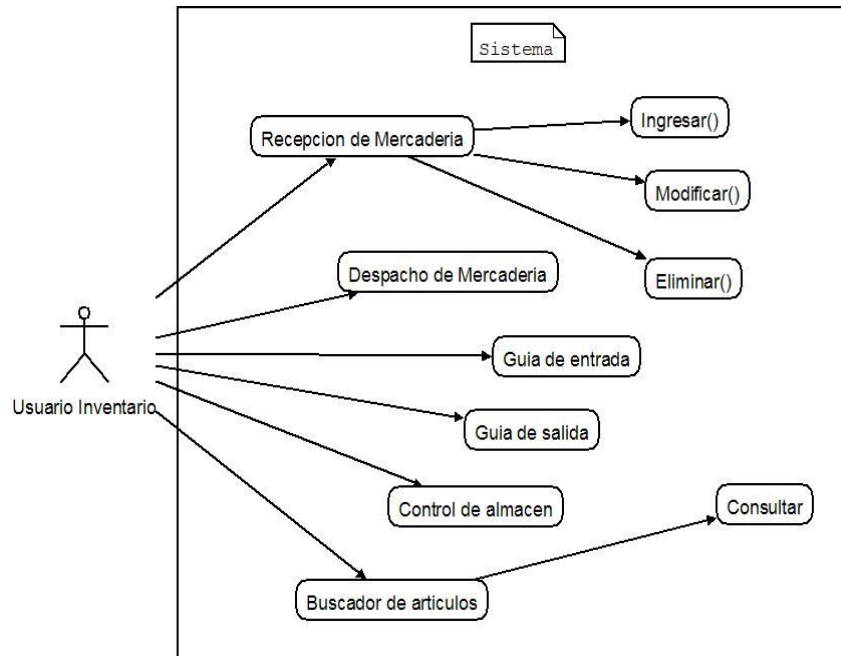 Sistema
Recepcion de Mercaderia
Ingresar()
Modificar()
Eliminar()
Despacho de Mercaderia
Guia de entrada
Usuario Inventario
Guia de salida
Control de almacen
Consultar
Buscador de articulos